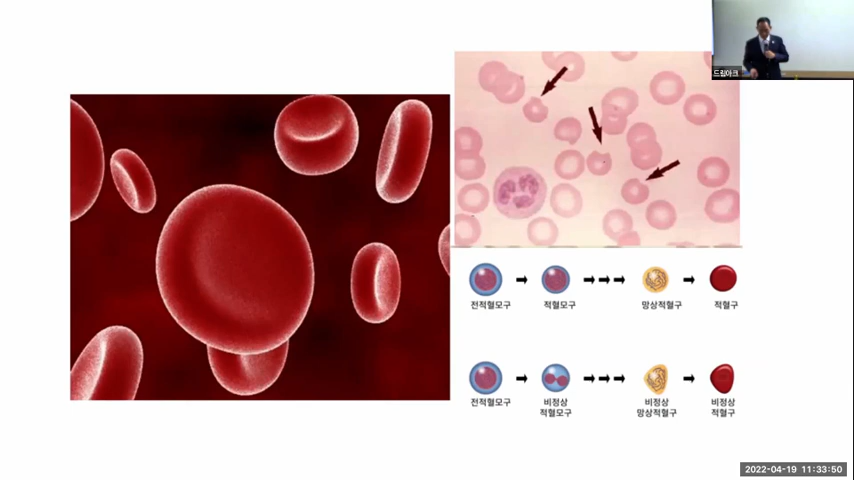 드림아크
전적혈모구
적혈모구
망상적혈구
적혈구
전적혈모구
비정상
적혈모구
비정상
망상적혈구
비정상
적혈구
2022-04-19 11:33:50